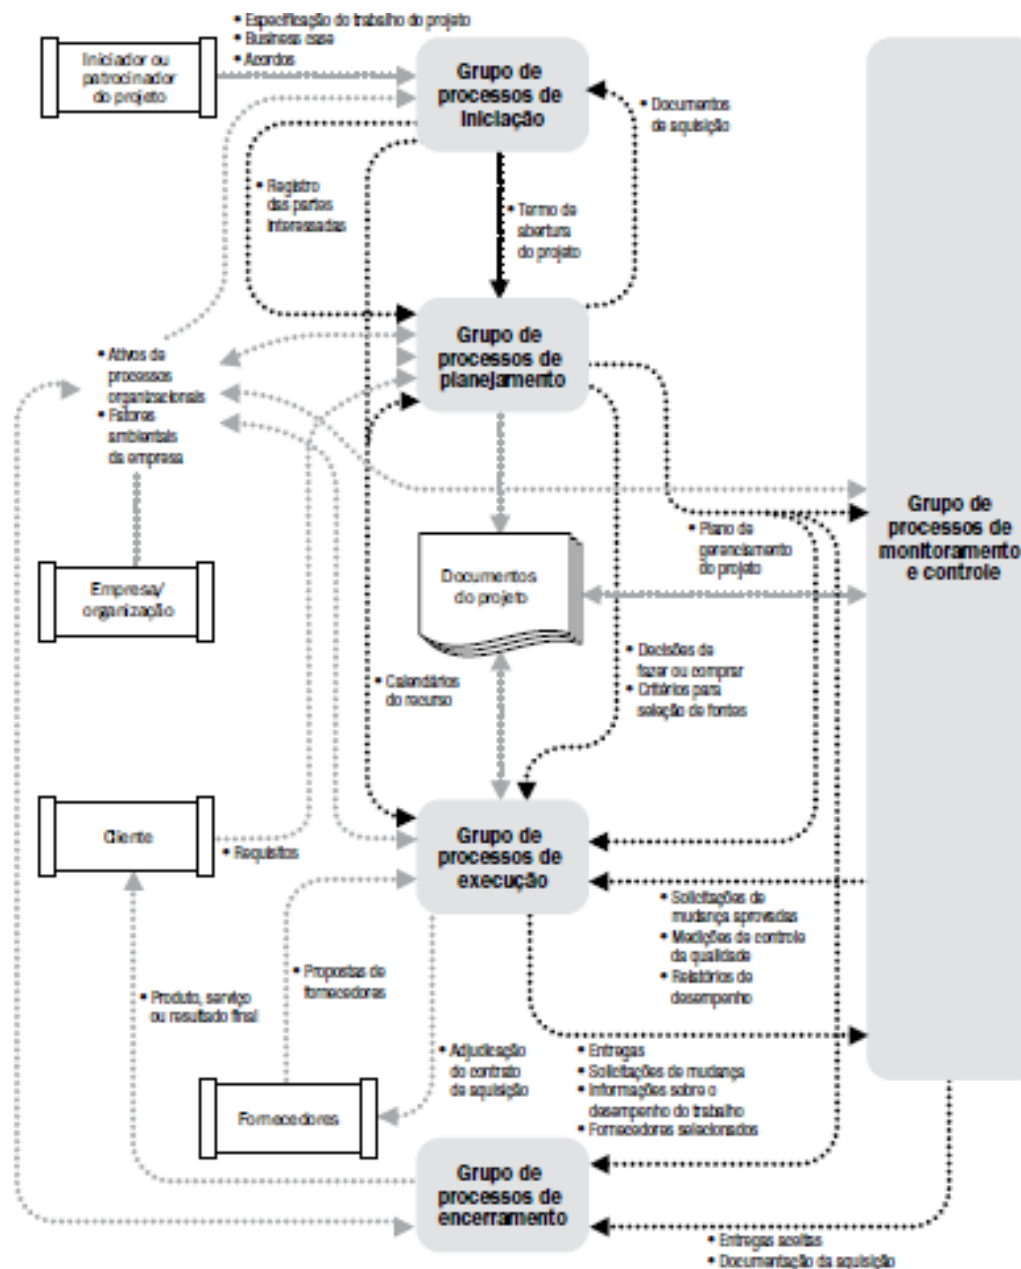 • Especificação do trabalho do projeto
• Business case
• Acordos
Iniciador ou
patrocinador
do projeto
Grupo de
processos de
iniciação
• Documentos
de aquisição
• Registro
das partes
interessadas
• Termo de
abertura
do projeto
Grupo de
processos de
planejamento
• Ativos de
processos
organizacionais
• Fatores
ambientais
da empresa
Grupo de
processos de
monitoramento
e controle
• Plano de
gerenciamento
do projeto
Empresa/
organização
Documentos
do projeto
• Decisões de
fazer ou comprar
• Critérios para
seleção de fontes
• Calendários
do recurso
Cliente
• Requisitos
Grupo de
processos de
execução
• Solicitações de
mudança aprovadas
• Medições de controle
da qualidade
• Relatórios de
desempenho
• Propostas de
fornecedores
• Produto, serviço
ou resultado final
• Adjudicação
do contrato
de aquisição
• Entregas
• Solicitações de mudança
• Informações sobre o
desempenho do trabalho
• Fornecedores selecionados
Fornecedores
Grupo de
processos de
encerramento
• Entregas aceitas
• Documentação da aquisição